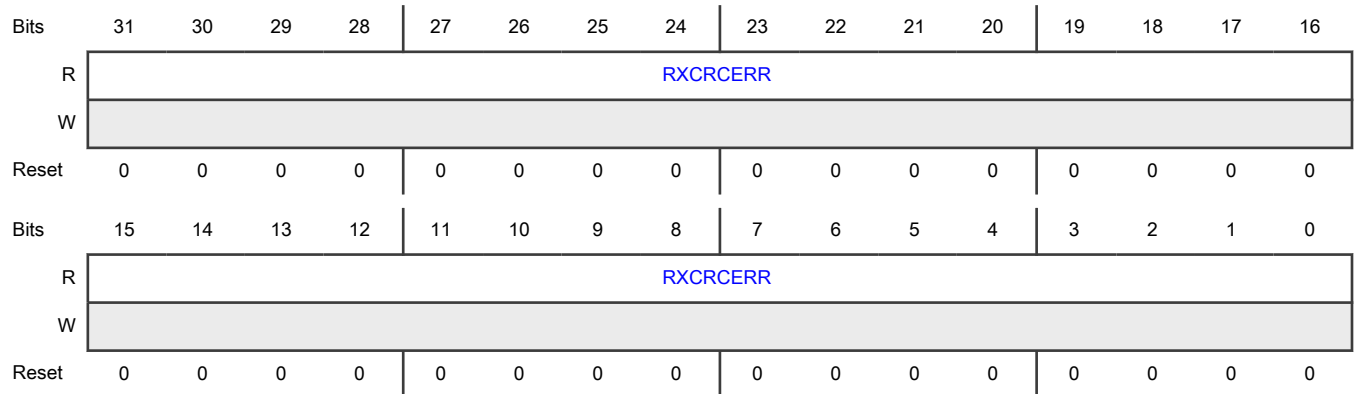 Bits 31 30 29 28 27 26 25 24 23 22 21 20 19 18 17 16
R RXCRCERR
W
Reset 0 0 0 0 0 0 0 0 0 0 0 0 0 0 0 0
Bits 15 14 13 12 11 10 9 8 7 6 5 4 3 2 1 0
R RXCRCERR
W
Reset 0 0 0 0 0 0 0 0 0 0 0 0 0 0 0 0